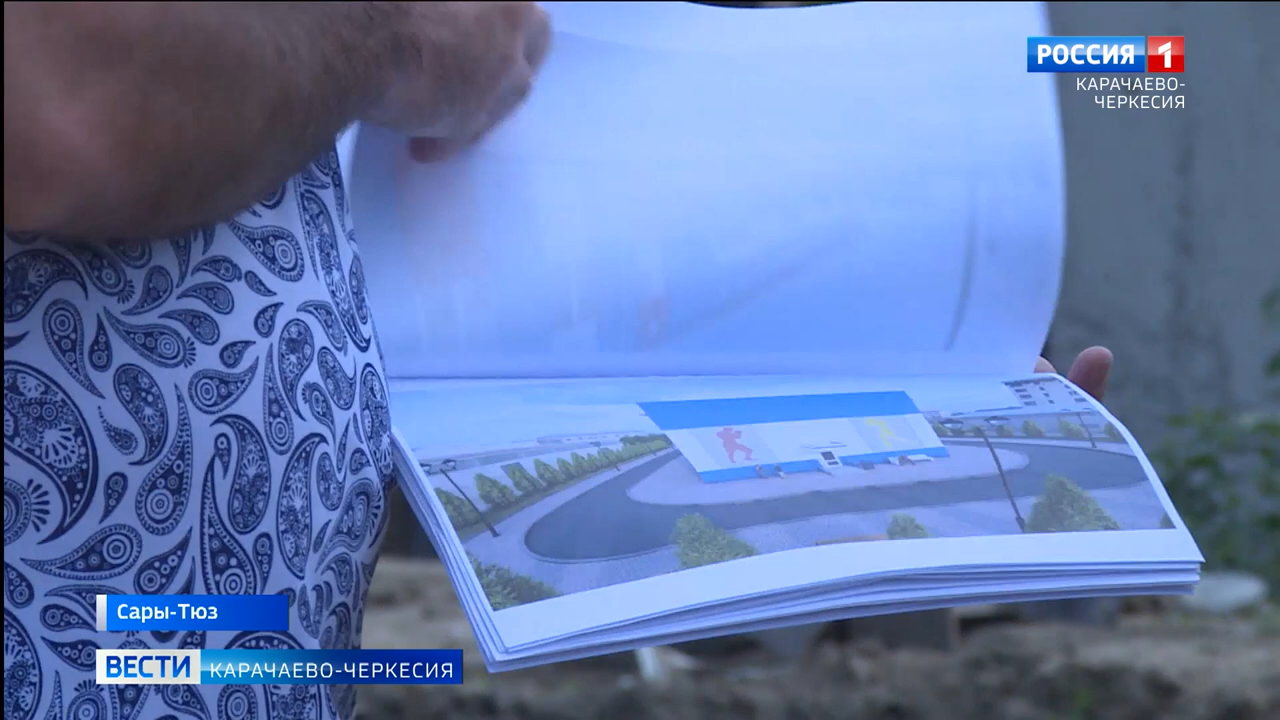 РОССИЯ 1
КАРАЧАЕВО-
ЧЕРКЕСИЯ
Сары-Тюз
ВЕСТИ КАРАЧАЕВО-ЧЕРКЕСИЯ